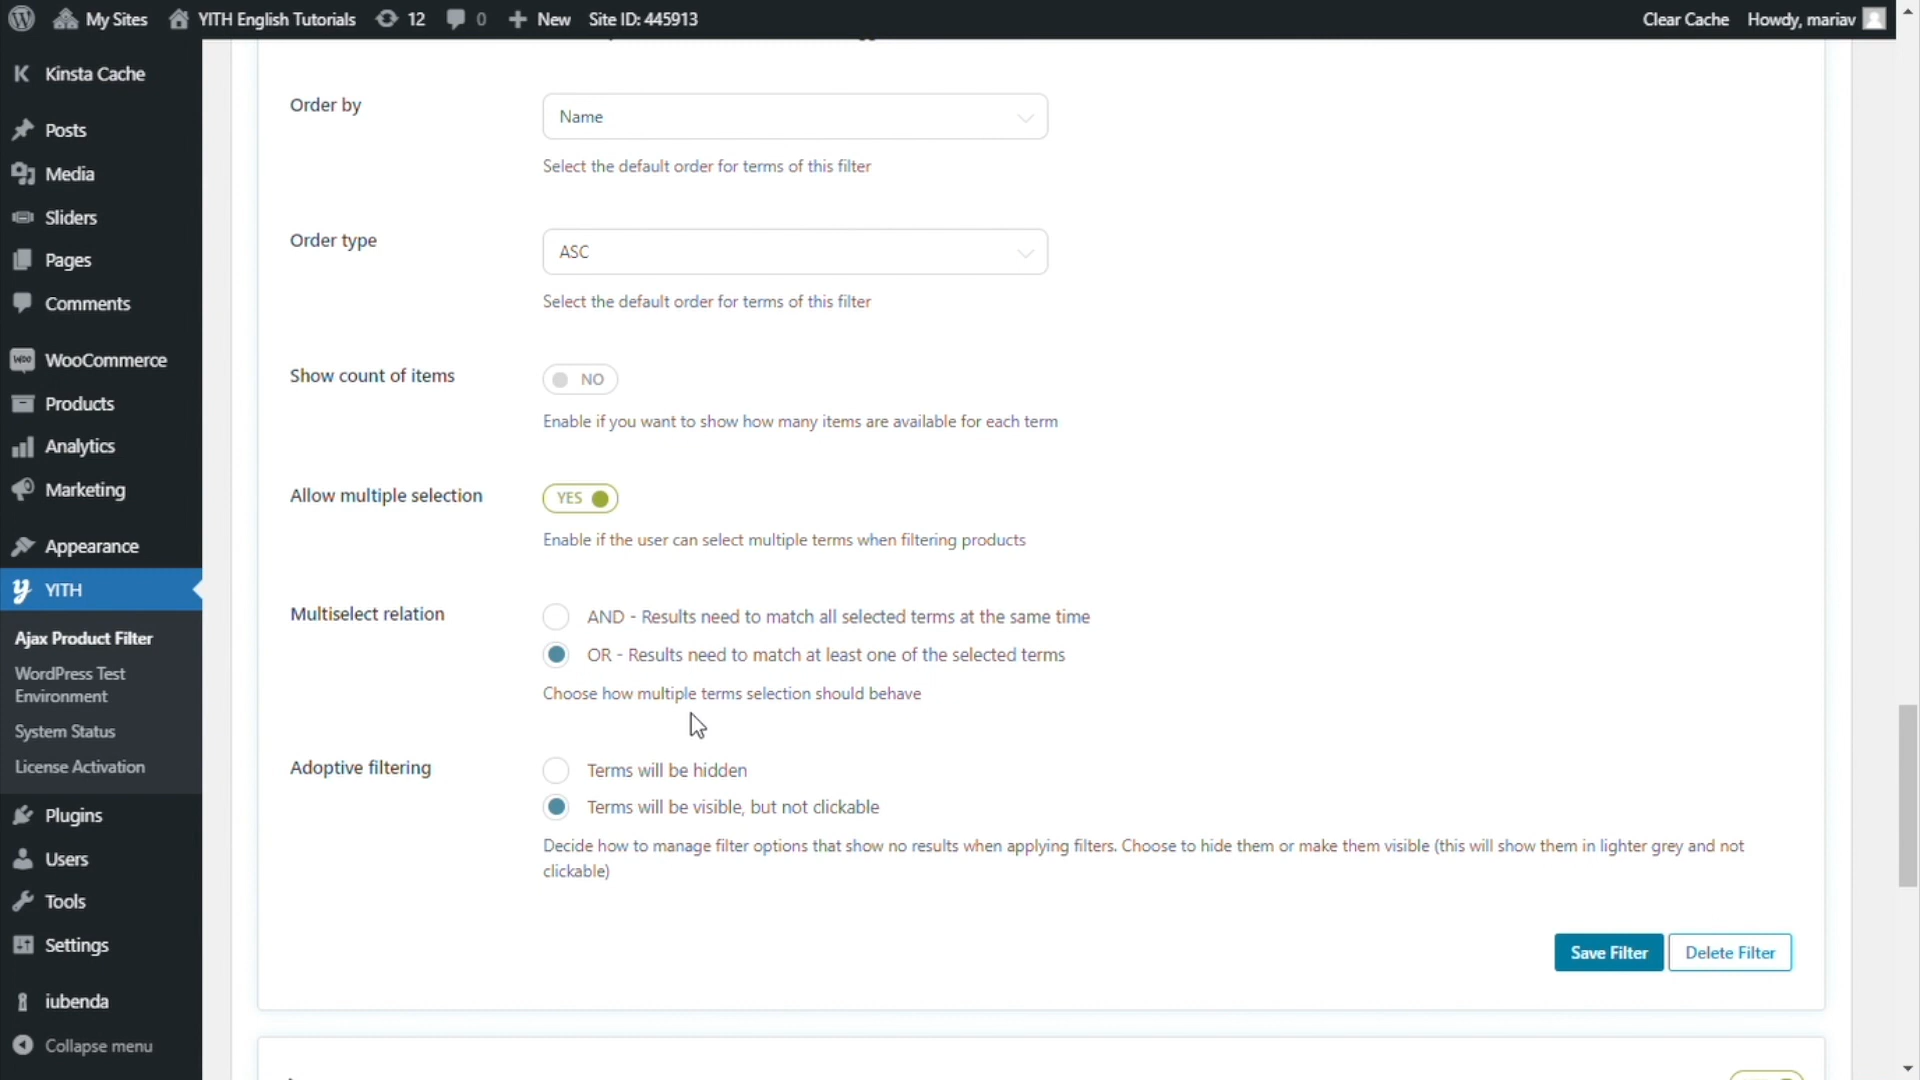 My Sites
YITH English Tutorials
12
0
New
Site ID: 445913
Clear Cache
Howdy, mariav
Kinsta Cache
Posts
Media
Sliders
Pages
Comments
WooCommerce
Products
Analytics
Marketing
Appearance
YITH
Ajax Product Filter
WordPress Test
Environment
System Status
License Activation
Plugins
Users
Tools
Settings
iubenda
Collapse menu
Order by
Name
Select the default order for terms of this filter
Order type
ASC
Select the default order for terms of this filter
Show count of items
NO
Enable if you want to show how many items are available for each term
Allow multiple selection
YES
Enable if the user can select multiple terms when filtering products
Multiselect relation
AND - Results need to match all selected terms at the same time
OR - Results need to match at least one of the selected terms
Choose how multiple terms selection should behave
Adoptive filtering
Terms will be hidden
Terms will be visible, but not clickable
Decide how to manage filter options that show no results when applying filters. Choose to hide them or make them visible (this will show them in lighter grey and not
clickable)
Save Filter
Delete Filter